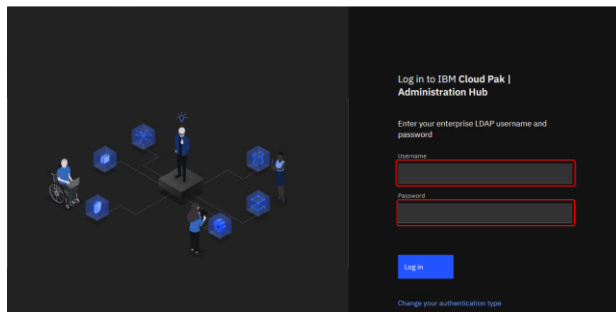 Log in to IBM Cloud Pak |
Administration Hub
Enter your enterprise LDAP username and
password
Username
Password
Log in
Change your authentication type